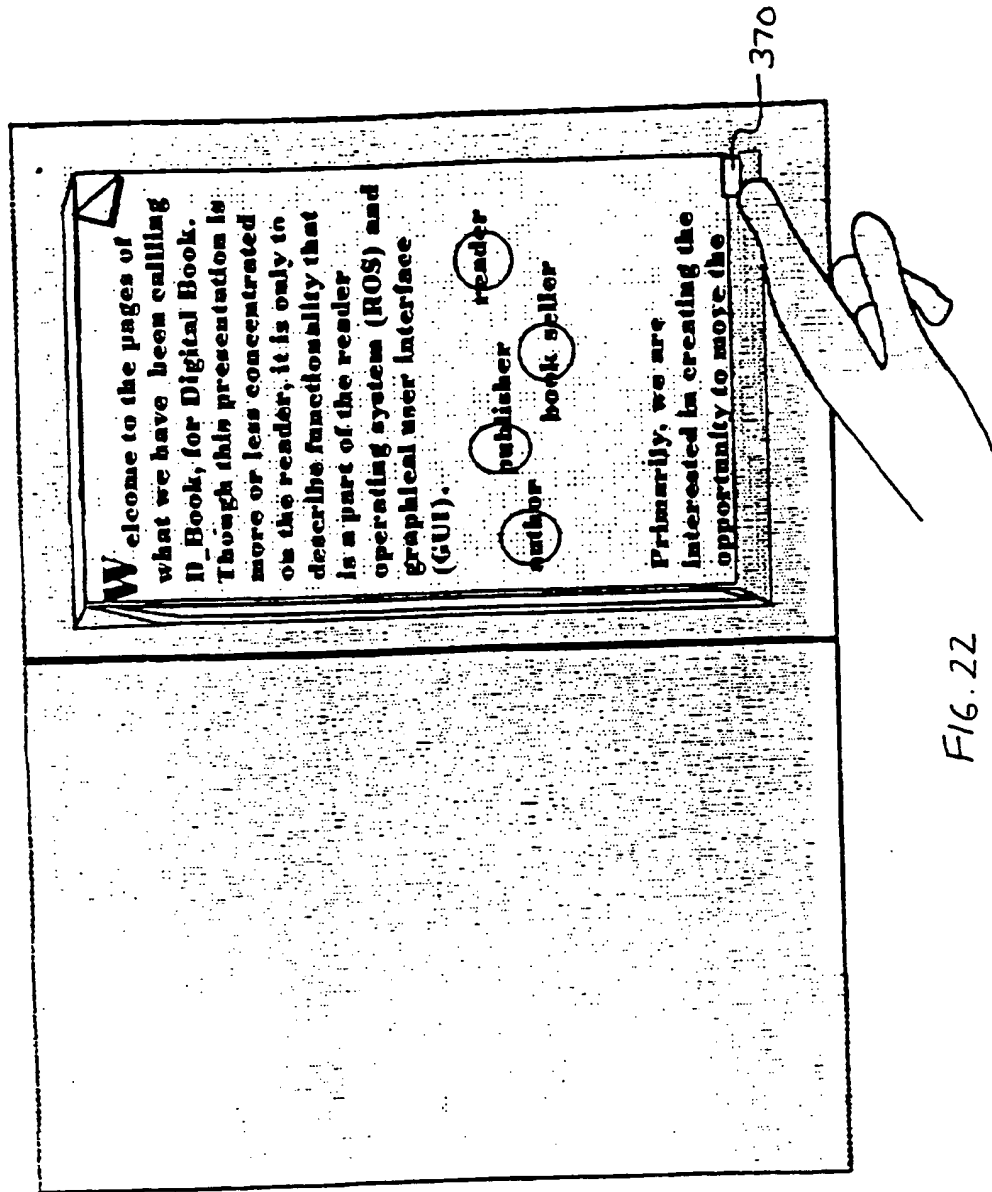 Welcome to the pages of
what we have been callling
D_Book, for Digital Book.
Though this presentation is
more or less concentrated
on the reader, it is only to
describe functionality that
is a part of the reader
operating system (ROS) and
graphical user interface
(GUI).
author publisher book seller reader
Primarily, we are
interested in creating the
opportunity to move the
370
FIG. 22